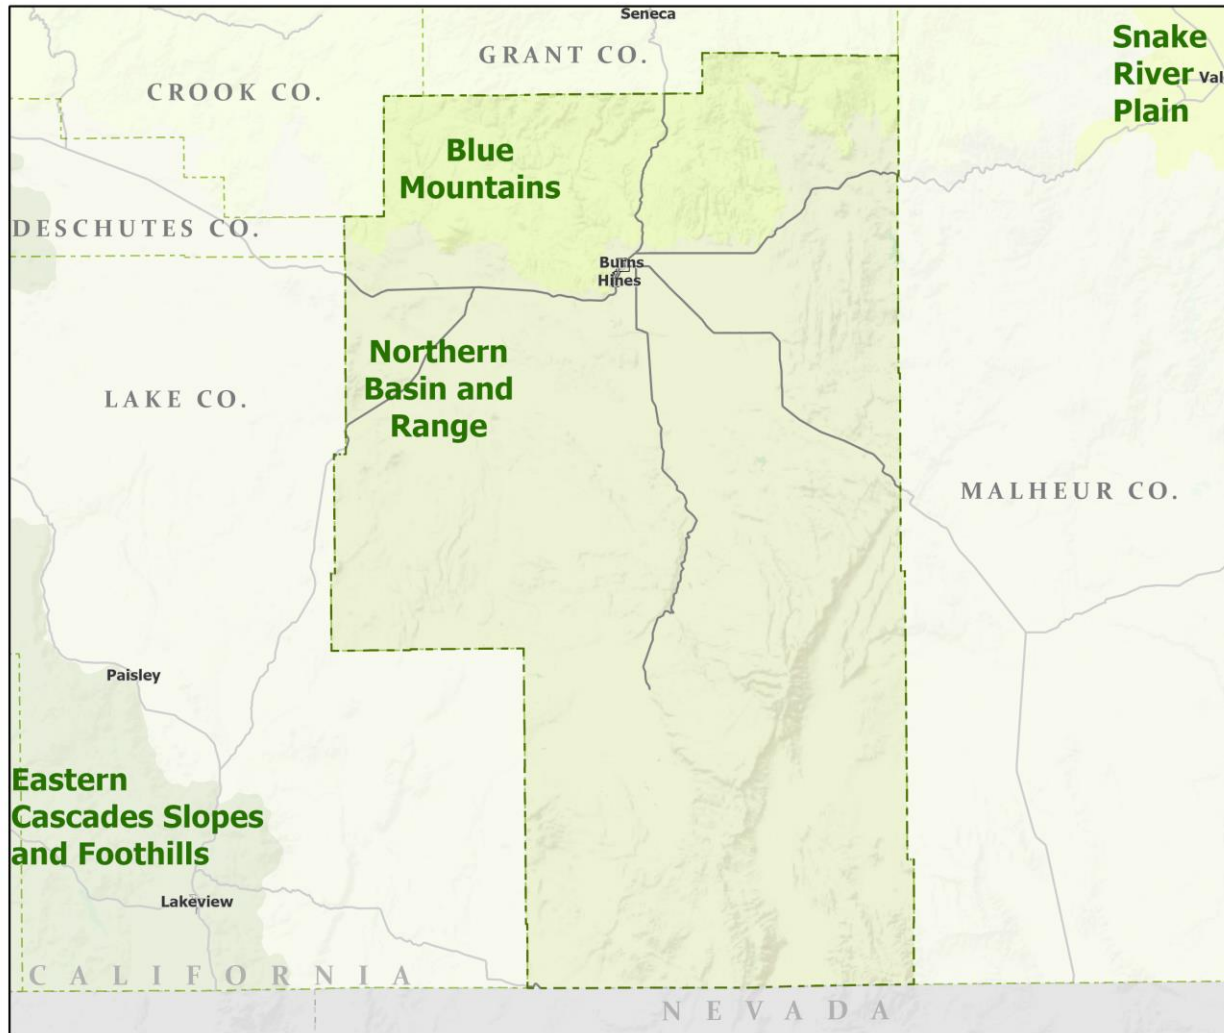 Seneca
GRANT CO.
Snake
River
Plain
Val
CROOK CO.
Blue
Mountains
DESCHUTES CO.
Burns
Hines
Northern
Basin and
Range
LAKE CO.
MALHEUR CO.
Paisley
Eastern
Cascades Slopes
and Foothills
Lakeview
CALIFORNIA
NEVADA